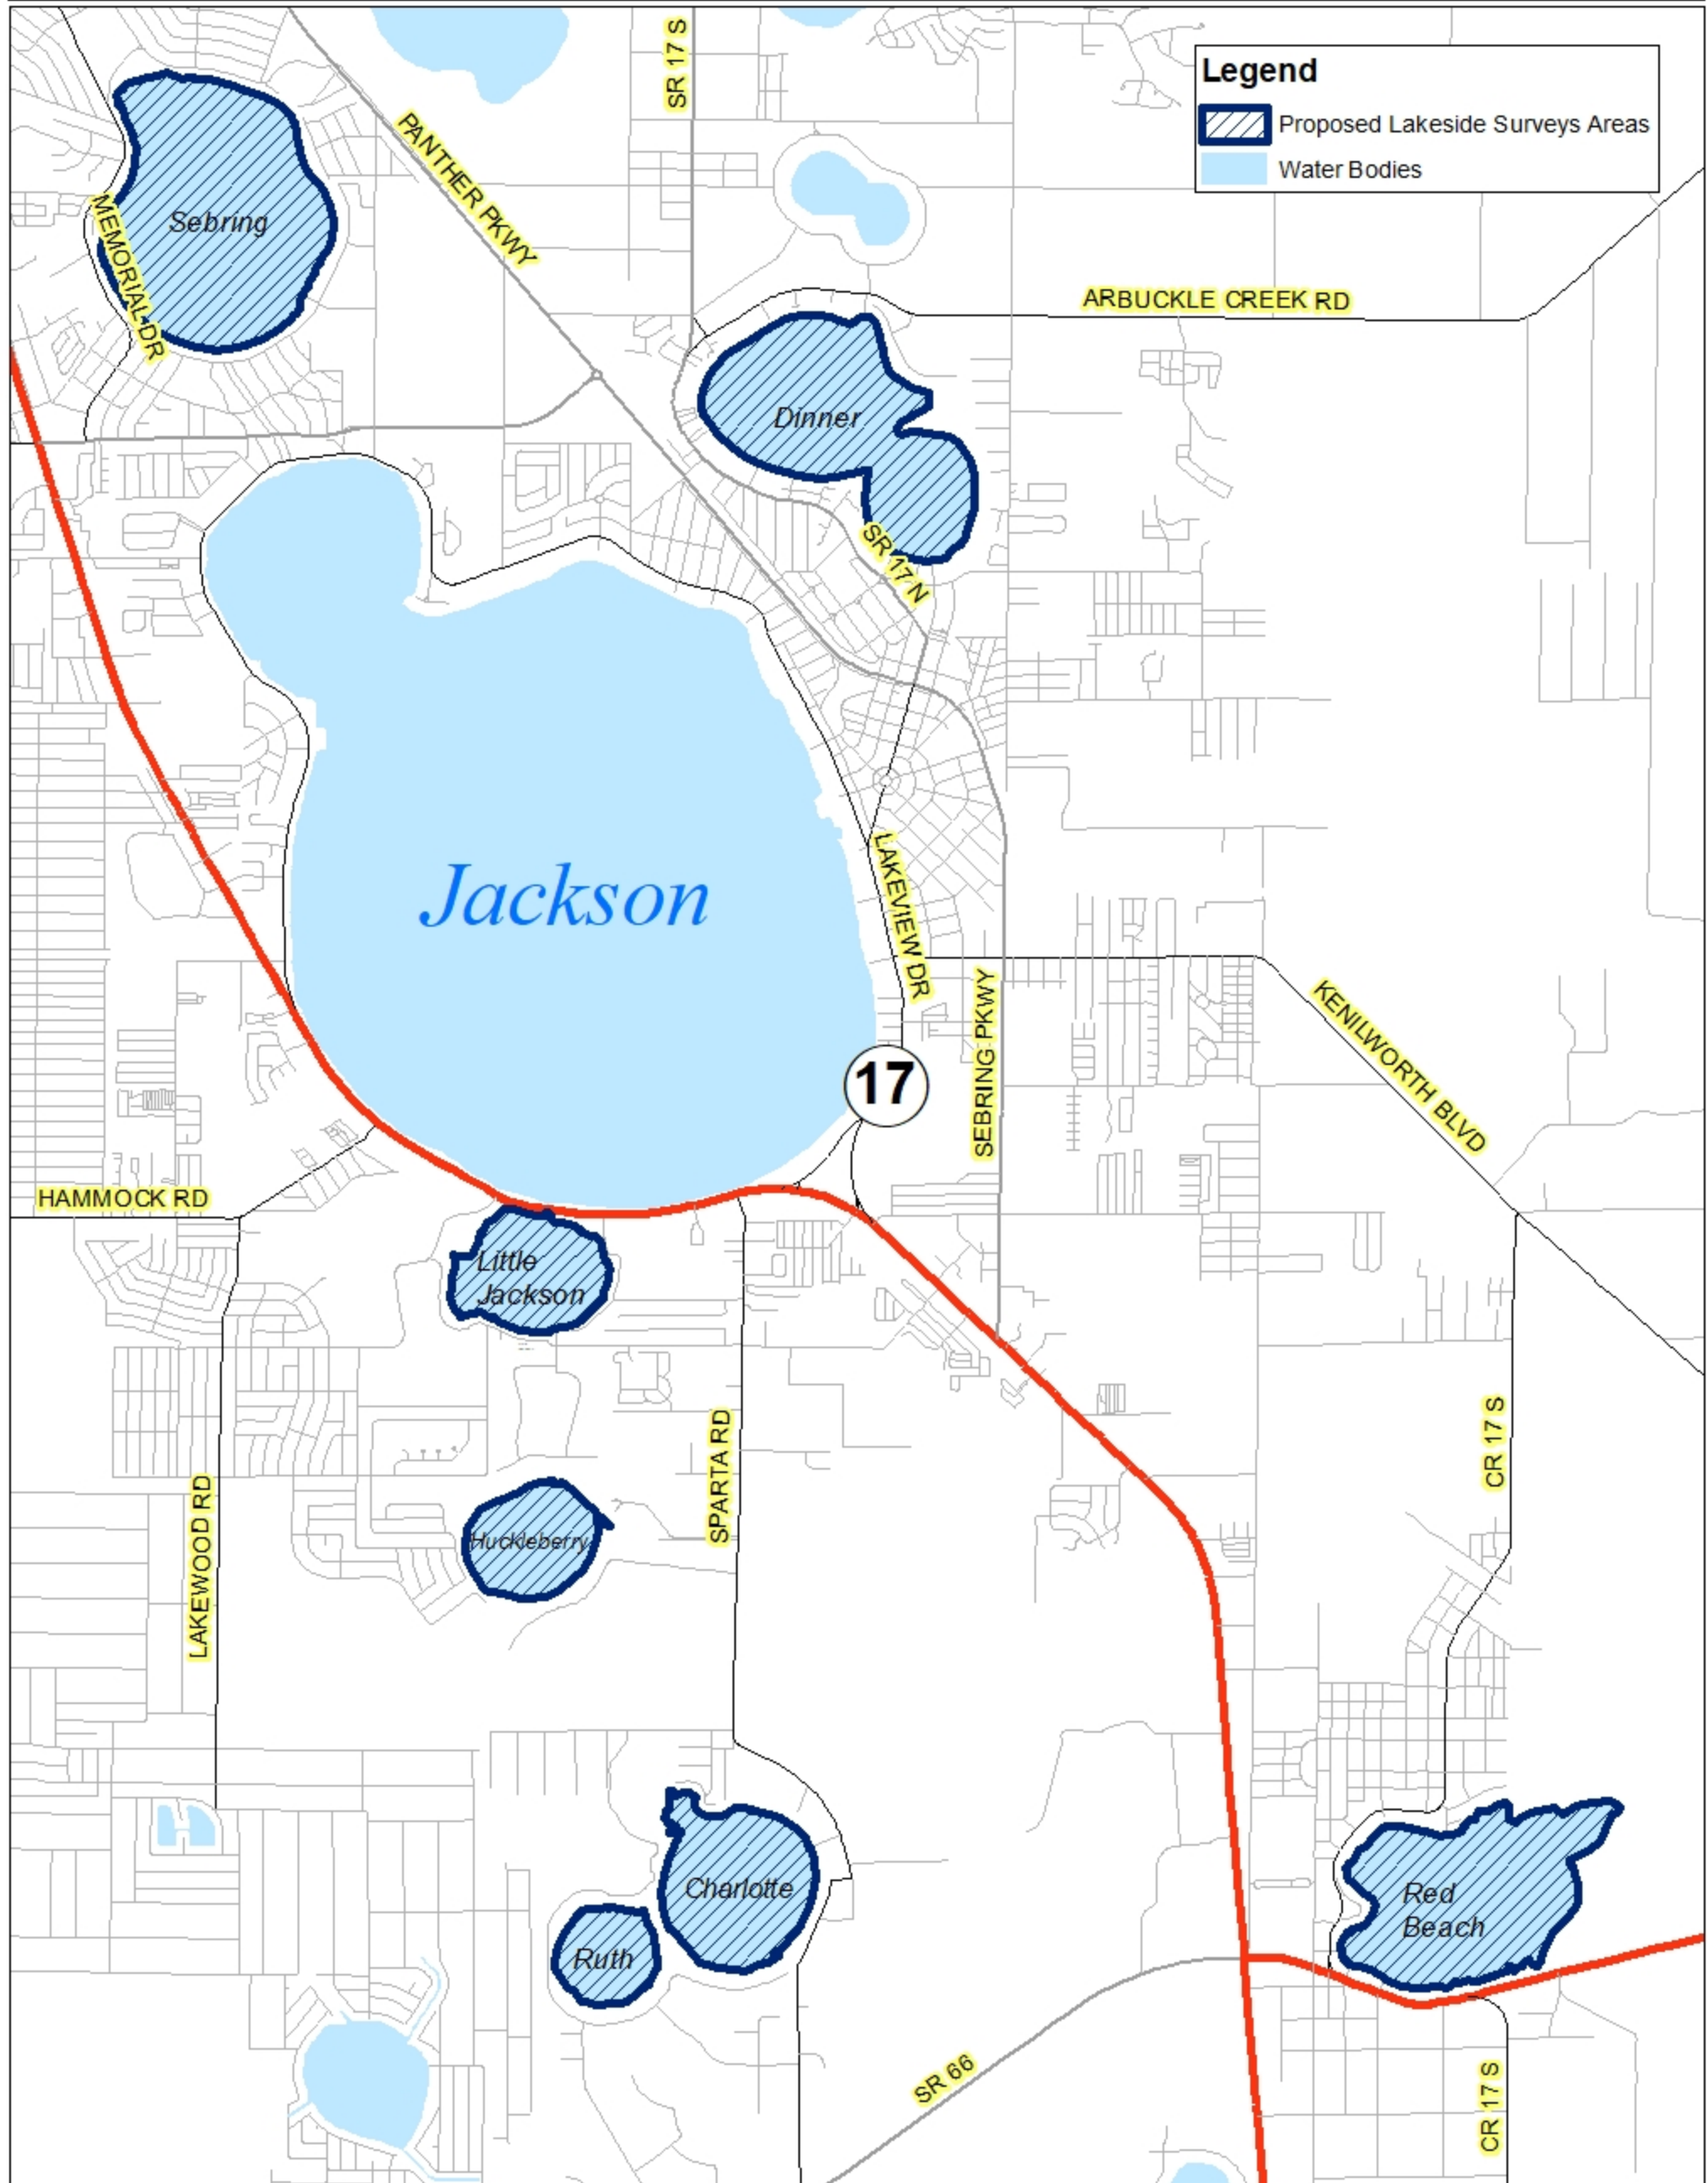 SR 17 S
Legend
Proposed Lakeside Surveys Areas
Water Bodies
PANTHER PKWY
MEMORIAL DR
Sebring
ARBUCKLE CREEK RD
Dinner
SR 17 N
Jackson
LAKEVIEW DR
SEBRING PKWY
KENILWORTH BLVD
17
HAMMOCK RD
Little
Jackson
SPARTA RD
CR 17 S
LAKEWOOD RD
Huckleberry
Charlotte
Ruth
Red
Beach
SR 66
CR 17 S